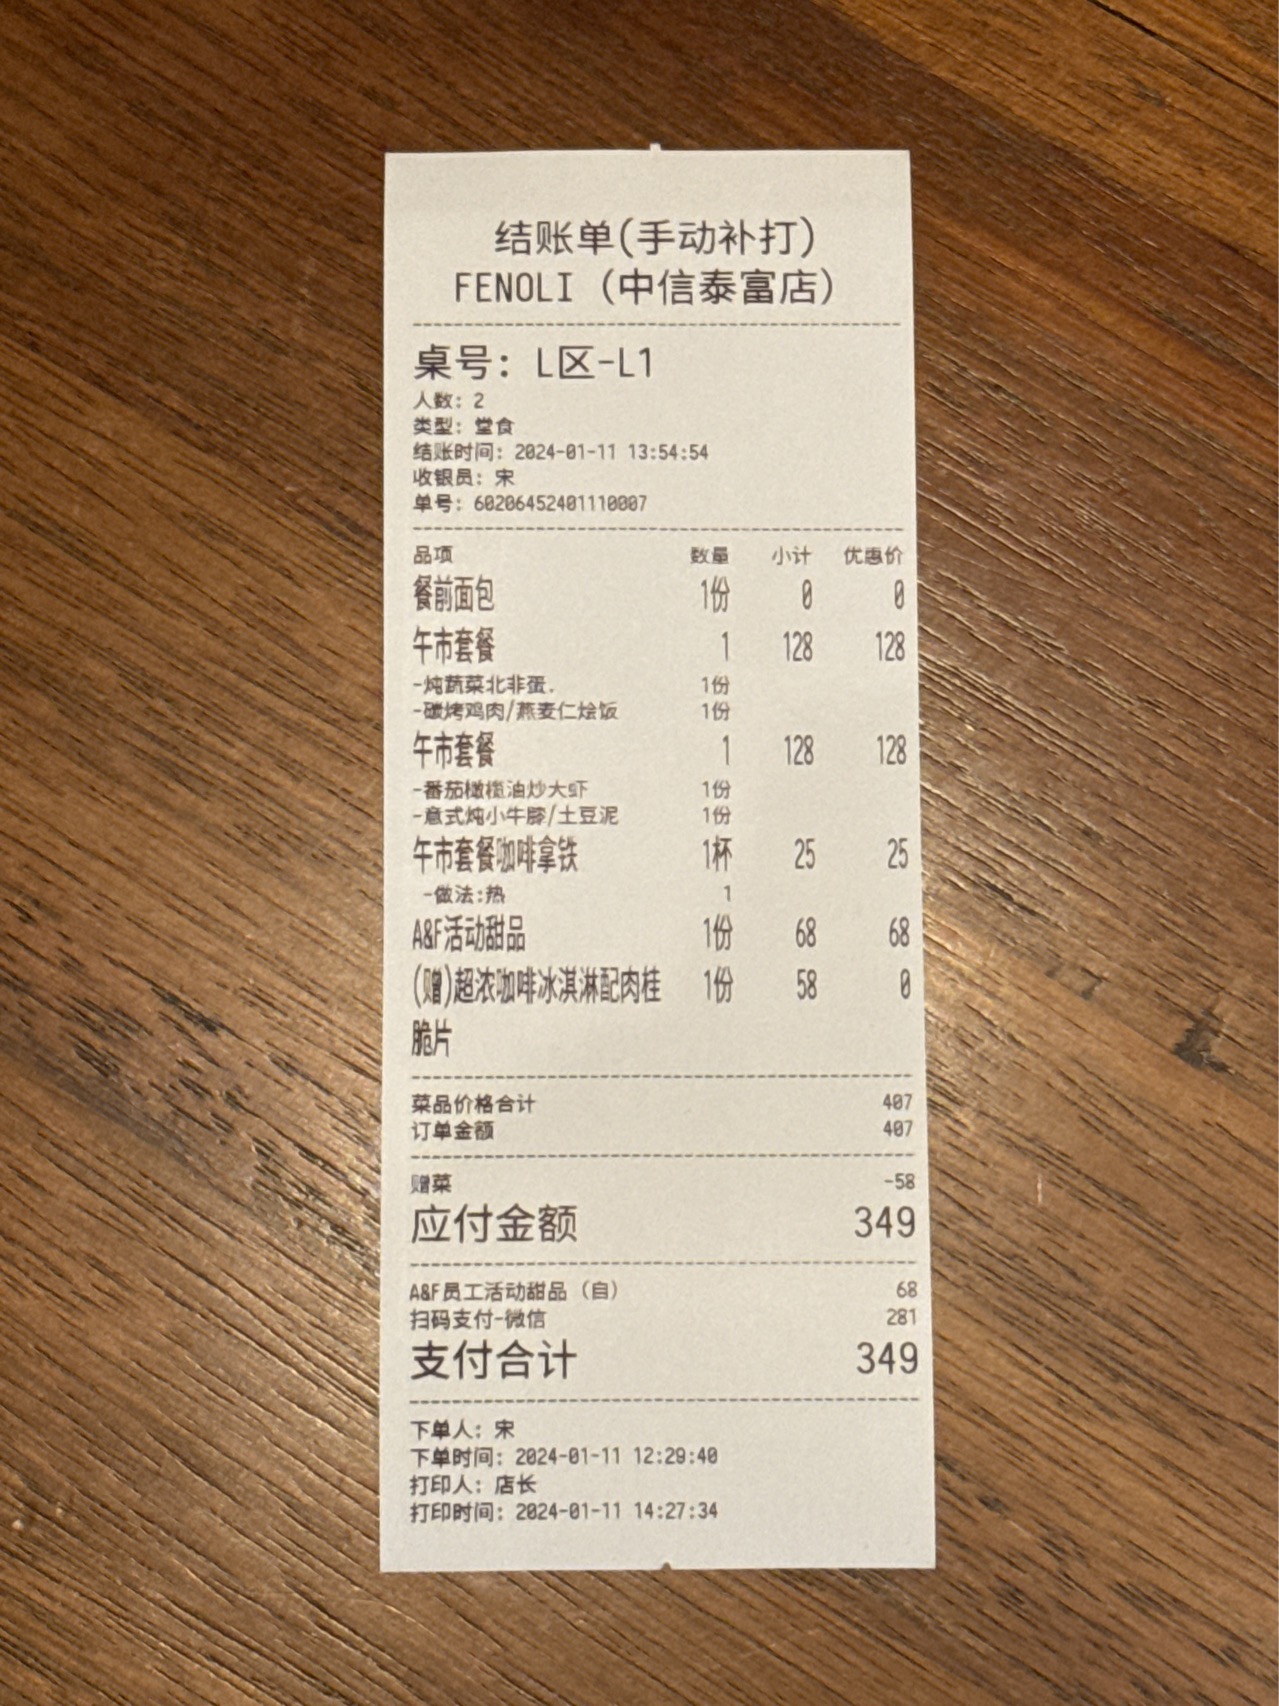 结账单(手动补打)
FENOLI (中信泰富店)
桌号: L区-L1
人数: 2
类型: 堂食
结账时间: 2024-01-11 13:54:54
收银员: 宋
单号: 60206452401110007
品项 数量 小计 优惠价
餐前面包 1份 0 0
午市套餐 1 128 128
-炖蔬菜北非蛋. 1份
-碳烤鸡肉/燕麦仁烩饭 1份
午市套餐 1 128 128
-番茄橄榄油炒大虾 1份
-意式炖小牛膝/土豆泥 1份
午市套餐咖啡拿铁 1杯 25 25
-做法:热 1
A&F活动甜品 1份 68 68
(赠)超浓咖啡冰淇淋配肉桂 1份 58 0
脆片
菜品价格合计 407
订单金额 407
赠菜 -58
应付金额 349
A&F员工活动甜品 (自) 68
扫码支付-微信 281
支付合计 349
下单人: 宋
下单时间: 2024-01-11 12:29:40
打印人: 店长
打印时间: 2024-01-11 14:27:34